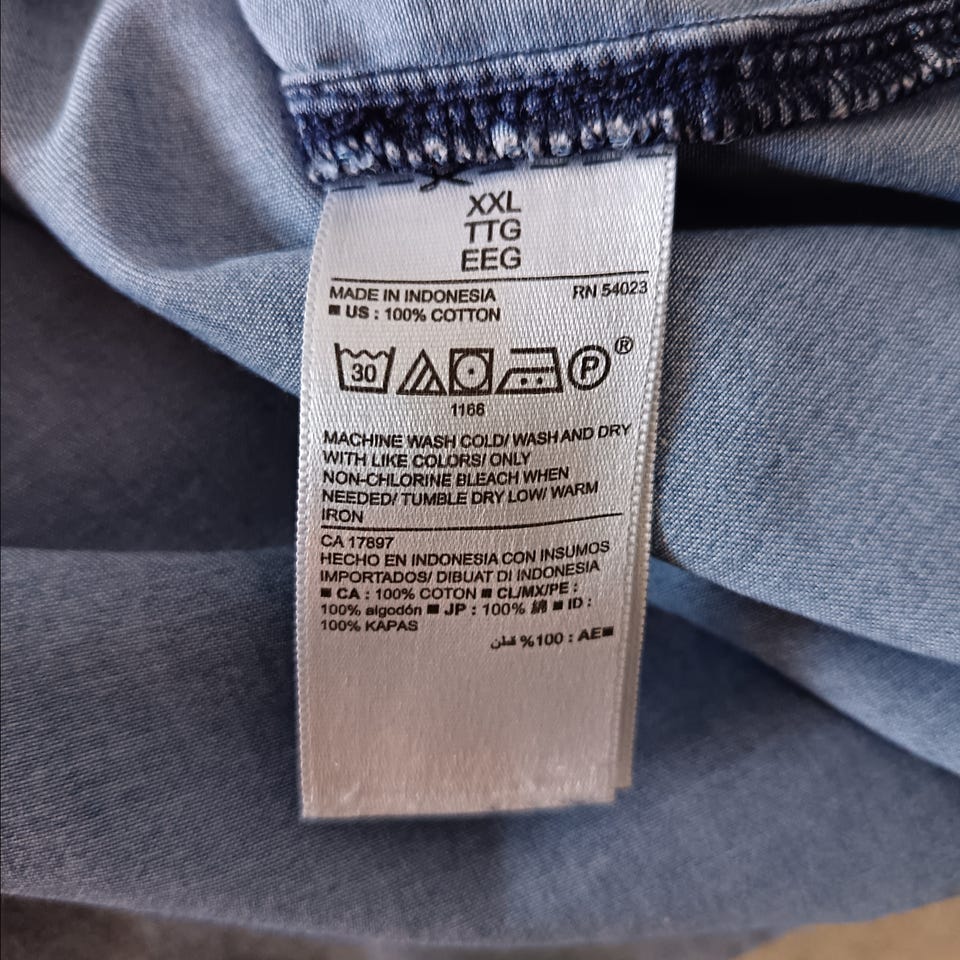 XXL
TTG
EEG
MADE IN INDONESIA RN 54023
■ US : 100% COTTON
30 P ®
1166
MACHINE WASH COLD/ WASH AND DRY
WITH LIKE COLORS/ ONLY
NON-CHLORINE BLEACH WHEN
NEEDED/ TUMBLE DRY LOW/ WARM
IRON
CA 17897
HECHO EN INDONESIA CON INSUMOS
IMPORTADOS/ DIBUAT DI INDONESIA
■ CA : 100% COTON ■ CL/MX/PE :
100% algodón ■ JP : 100% 綿 ■ ID :
100% KAPAS
■AE : 100% قطن